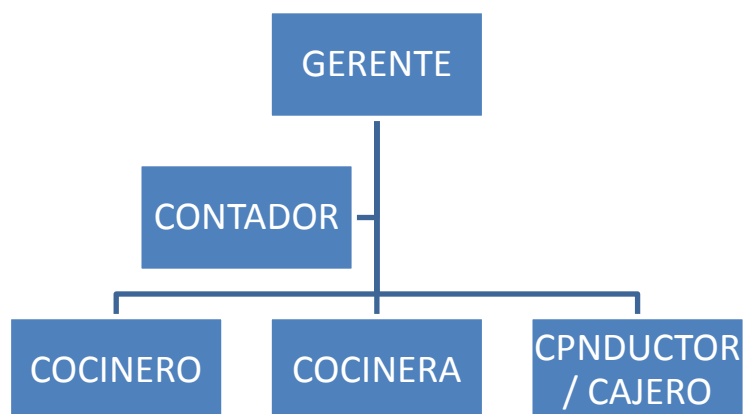 GERENTE
CONTADOR
COCINERO
COCINERA
CPNDUCTOR
/ CAJERO